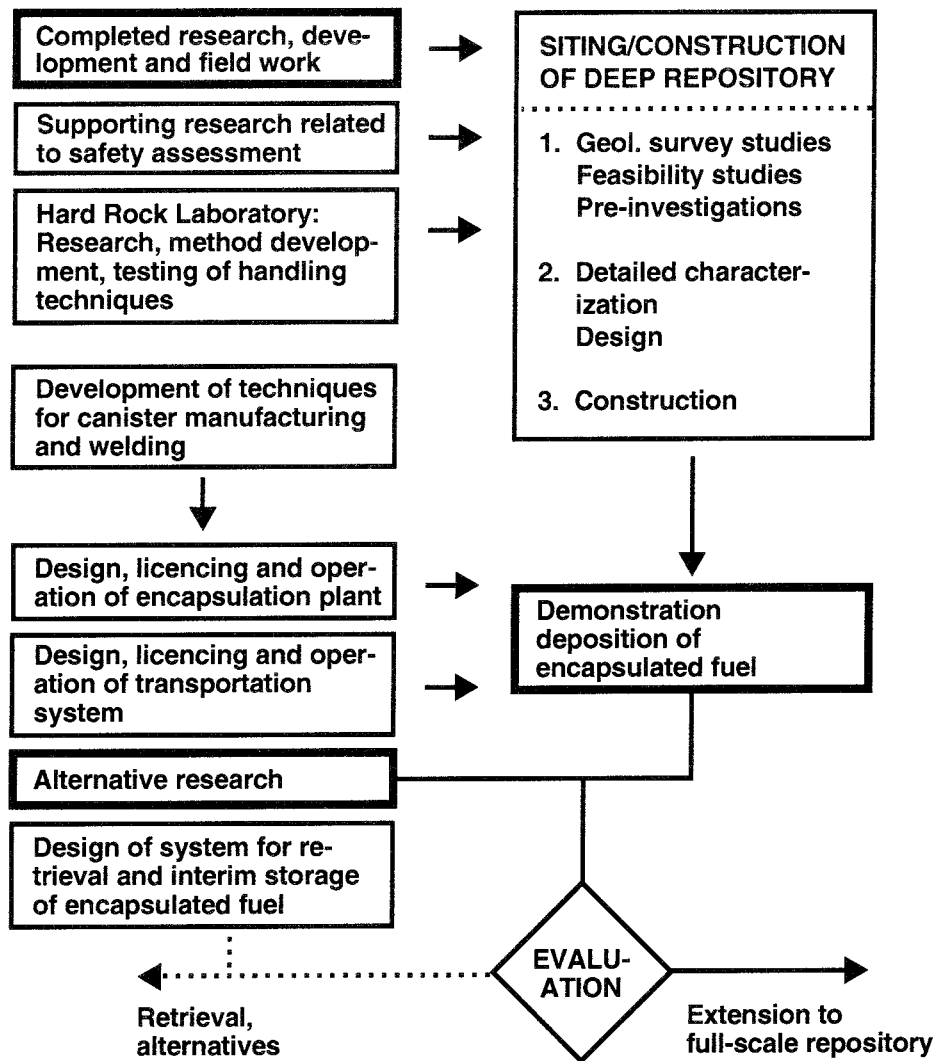 Completed research, deve-
lopment and field work
Supporting research related
to safety assessment
Hard Rock Laboratory:
Research, method develop-
ment, testing of handling
techniques
SITING/CONSTRUCTION
OF DEEP REPOSITORY
1. Geol. survey studies
Feasibility studies
Pre-investigations
2. Detailed character-
ization
Design
3. Construction
Development of techniques
for canister manufacturing
and welding
Design, licencing and oper-
ation of encapsulation plant
Design, licencing and oper-
ation of transportation
system
Demonstration
deposition of
encapsulated fuel
Alternative research
Design of system for re-
trieval and interim storage
of encapsulated fuel
EVALU-
ATION
Retrieval,
alternatives
Extension to
full-scale repository